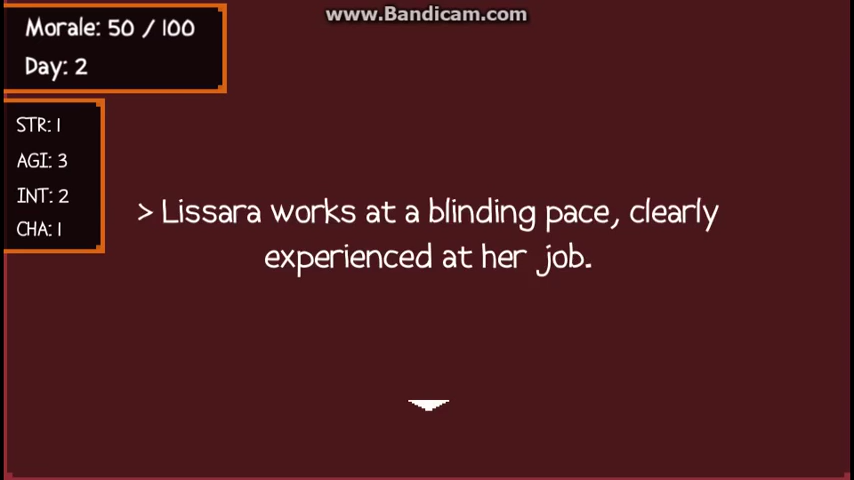 www.Bandicam.com
Morale: 50 / 100
Day: 2
STR: 1
AGI: 3
INT: 2
CHA: 1
> Lissara works at a blinding pace, clearly
experienced at her job.